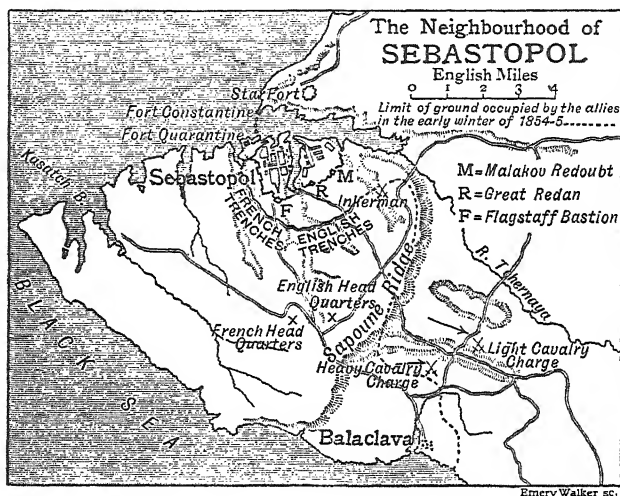 The Neighbourhood of
SEBASTOPOL
English Miles
0 1 2 3 4
Limit of ground occupied by the allies
in the early winter of 1854-5
Star Fort
Fort Constantine
Fort Quarantine
M=Malakov Redoubt
R=Great Redan
F=Flagstaff Bastion
Kasatch B.
Sebastopol
M
R
F
Inkerman
FRENCH
TRENCHES
ENGLISH
TRENCHES
R. Tchernaya
Sapoune Ridge
English Head
Quarters
French Head
Quarters
Light Cavalry
Charge
Heavy Cavalry
Charge
BLACK SEA
Balaclava
Emery Walker sc.